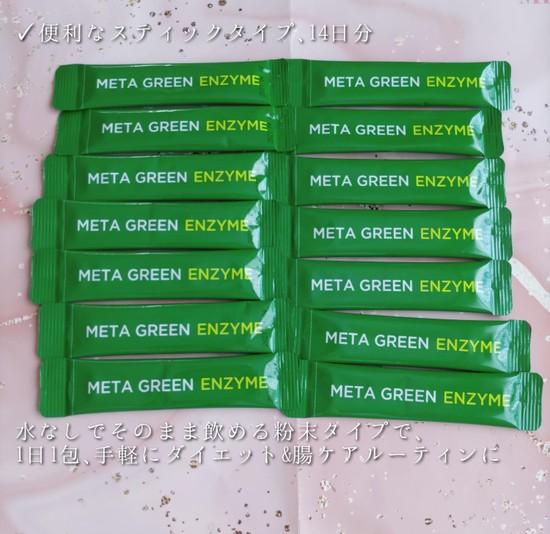 ✓便利なスティックタイプ、14日分
META GREEN ENZYME META GREEN ENZYME
META GREEN ENZYME META GREEN ENZYME
META GREEN ENZYME META GREEN ENZYME
META GREEN ENZYME META GREEN ENZYME
META GREEN ENZYME META GREEN ENZYME
META GREEN ENZYME META GREEN ENZYME
META GREEN ENZYME META GREEN ENZYME
水なしでそのまま飲める粉末タイプで、
1日1包、手軽にダイエット&腸ケアルーティンに